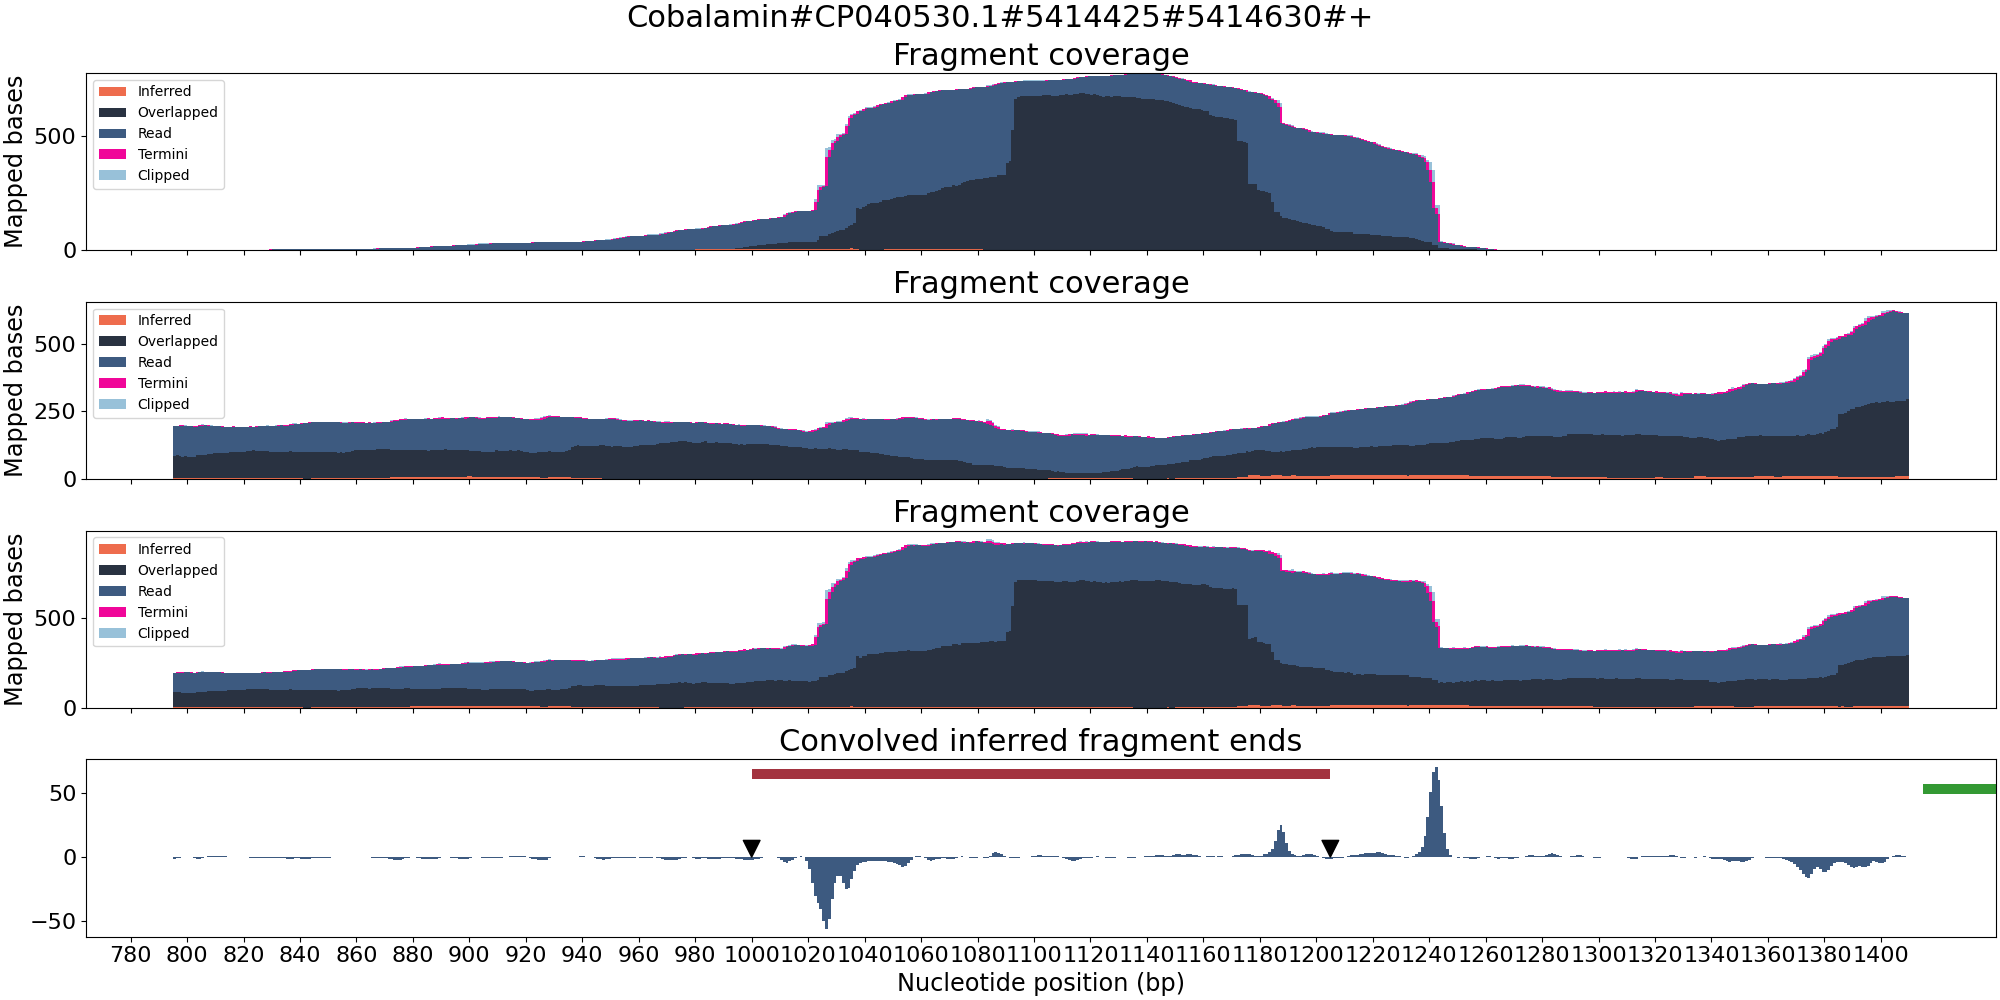 Cobalamin#CP040530.1#5414425#5414630#+
Fragment coverage
Mapped bases
500
0
Inferred
Overlapped
Read
Termini
Clipped
Fragment coverage
Mapped bases
500
250
0
Inferred
Overlapped
Read
Termini
Clipped
Fragment coverage
Mapped bases
500
0
Inferred
Overlapped
Read
Termini
Clipped
Convolved inferred fragment ends
50
0
−50
780 800 820 840 860 880 900 920 940 960 980 1000 1020 1040 1060 1080 1100 1120 1140 1160 1180 1200 1220 1240 1260 1280 1300 1320 1340 1360 1380 1400
Nucleotide position (bp)